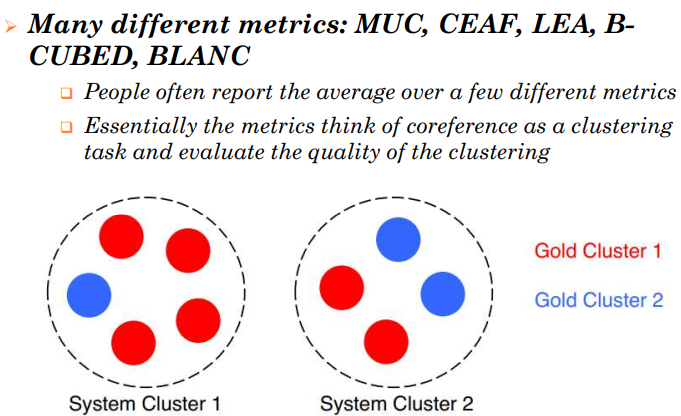 Many different metrics: MUC, CEAF, LEA, B-
CUBED, BLANC
People often report the average over a few different metrics
Essentially the metrics think of coreference as a clustering
task and evaluate the quality of the clustering
Gold Cluster 1
Gold Cluster 2
System Cluster 1
System Cluster 2